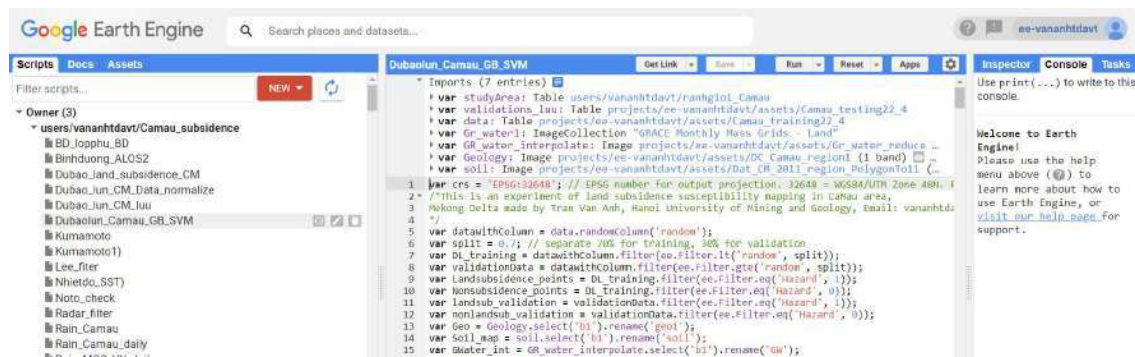 Google Earth Engine
Search places and datasets...
ee-vananhtdavt
Scripts Docs Assets
Filter scripts...
NEW
Owner (3)
users/vananhtdavt/Camau_subsidence
BD_lopphu_BD
Binhduong_ALOS2
Dubao_land_subsidence_CM
Dubao_lun_CM_Data_normalize
Dubao_lun_CM_luu
Dubaolun_Camau_GB_SVM
Kumamoto
Kumamoto1)
Lee_fiter
Nhietdo_SST)
Noto_check
Radar_filter
Rain_Camau
Rain_Camau_daily
Dubaolun_Camau_GB_SVM
Get Link Save Run Reset Apps
Imports (7 entries)
var studyArea: Table users/vananhtdavt/ranhgioi_Camau
var validations_luu: Table projects/ee-vananhtdavt/assets/Camau_testing22_4
var data: Table projects/ee-vananhtdavt/assets/Camau_training22_4
var Gr_water1: ImageCollection "GRACE Monthly Mass Grids - Land"
var GR_water_interpolate: Image projects/ee-vananhtdavt/assets/Gr_water_reduce …
var Geology: Image projects/ee-vananhtdavt/assets/DC_Camau_region1 (1 band)
var soil: Image projects/ee-vananhtdavt/assets/Dat_CM_2011_region_PolygonToI1 (…
1 var crs = 'EPSG:32648'; // EPSG number for output projection. 32648 = WGS84/UTM Zone 48N.
2 /*This is an experiment of land subsidence susceptibility mapping in CaMau area,
3 Mekong Delta made by Tran Van Anh, Hanoi University of Mining and Geology, Email: vananhtda
4 */
5 var datawithColumn = data.randomColumn('random');
6 var split = 0.7; // separate 70% for training, 30% for validation
7 var DL_training = datawithColumn.filter(ee.Filter.lt('random', split));
8 var validationData = datawithColumn.filter(ee.Filter.gte('random', split));
9 var Landsubsidence_points = DL_training.filter(ee.Filter.eq('Hazard', 1));
10 var Nonsubsidence_points = DL_training.filter(ee.Filter.eq('Hazard', 0));
11 var landsub_validation = validationData.filter(ee.Filter.eq('Hazard', 1));
12 var nonlandsub_validation = validationData.filter(ee.Filter.eq('Hazard', 0));
13 var Geo = Geology.select('b1').rename('geo1');
14 var Soil_map = soil.select('b1').rename('soil');
15 var GWater_int = GR_water_interpolate.select('b1').rename('GW');
Inspector Console Tasks
Use print(...) to write to this
console.
Welcome to Earth
Engine!
Please use the help
menu above (?) to
learn more about how to
use Earth Engine, or
visit our help page for
support.